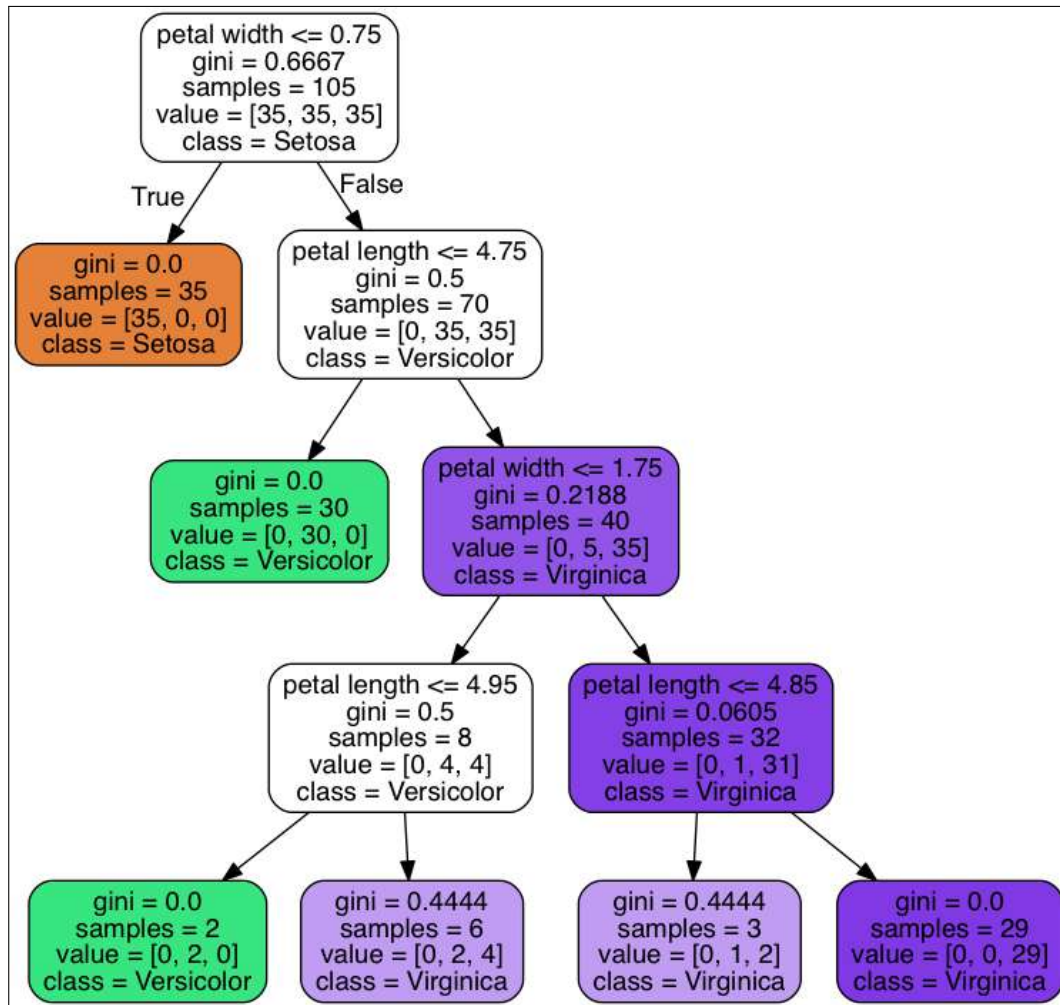 petal width <= 0.75
gini = 0.6667
samples = 105
value = [35, 35, 35]
class = Setosa
True
False
gini = 0.0
samples = 35
value = [35, 0, 0]
class = Setosa
petal length <= 4.75
gini = 0.5
samples = 70
value = [0, 35, 35]
class = Versicolor
gini = 0.0
samples = 30
value = [0, 30, 0]
class = Versicolor
petal width <= 1.75
gini = 0.2188
samples = 40
value = [0, 5, 35]
class = Virginica
petal length <= 4.95
gini = 0.5
samples = 8
value = [0, 4, 4]
class = Versicolor
petal length <= 4.85
gini = 0.0605
samples = 32
value = [0, 1, 31]
class = Virginica
gini = 0.0
samples = 2
value = [0, 2, 0]
class = Versicolor
gini = 0.4444
samples = 6
value = [0, 2, 4]
class = Virginica
gini = 0.4444
samples = 3
value = [0, 1, 2]
class = Virginica
gini = 0.0
samples = 29
value = [0, 0, 29]
class = Virginica